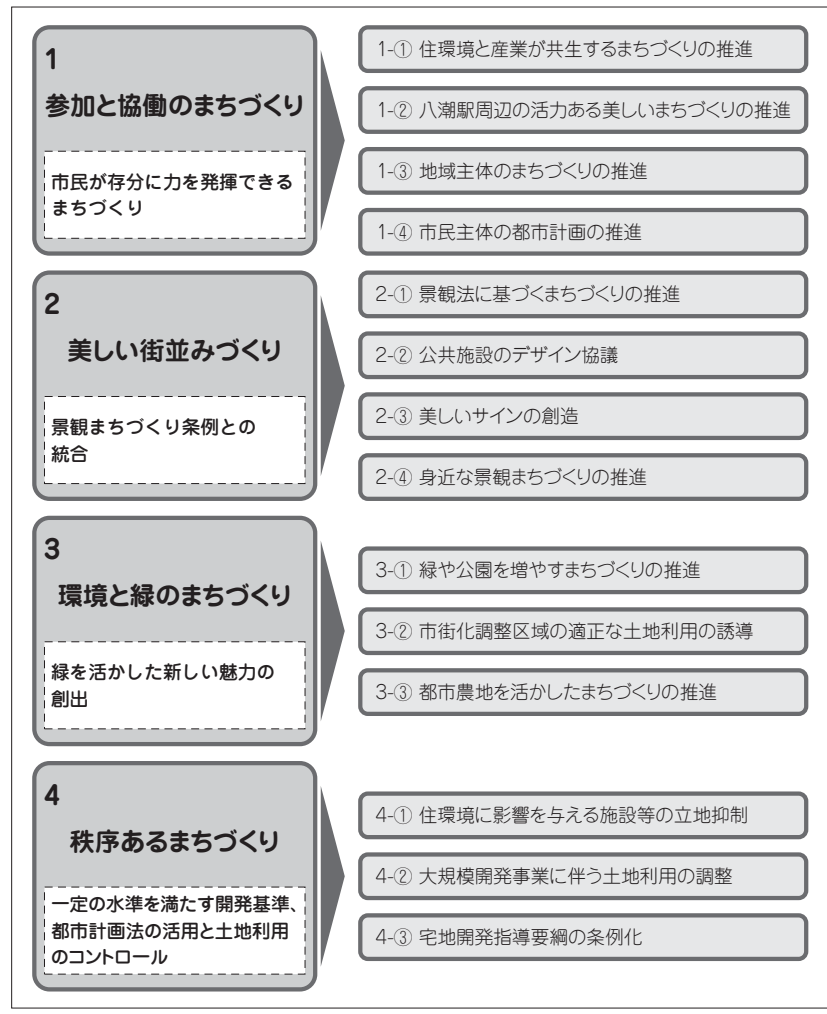 1
参加と協働のまちづくり
市民が存分に力を発揮できる
まちづくり
1-① 住環境と産業が共生するまちづくりの推進
1-② 八潮駅周辺の活力ある美しいまちづくりの推進
1-③ 地域主体のまちづくりの推進
1-④ 市民主体の都市計画の推進
2
美しい街並みづくり
景観まちづくり条例との
統合
2-① 景観法に基づくまちづくりの推進
2-② 公共施設のデザイン協議
2-③ 美しいサインの創造
2-④ 身近な景観まちづくりの推進
3
環境と緑のまちづくり
緑を活かした新しい魅力の
創出
3-① 緑や公園を増やすまちづくりの推進
3-② 市街化調整区域の適正な土地利用の誘導
3-③ 都市農地を活かしたまちづくりの推進
4
秩序あるまちづくり
一定の水準を満たす開発基準、
都市計画法の活用と土地利用
のコントロール
4-① 住環境に影響を与える施設等の立地抑制
4-② 大規模開発事業に伴う土地利用の調整
4-③ 宅地開発指導要綱の条例化